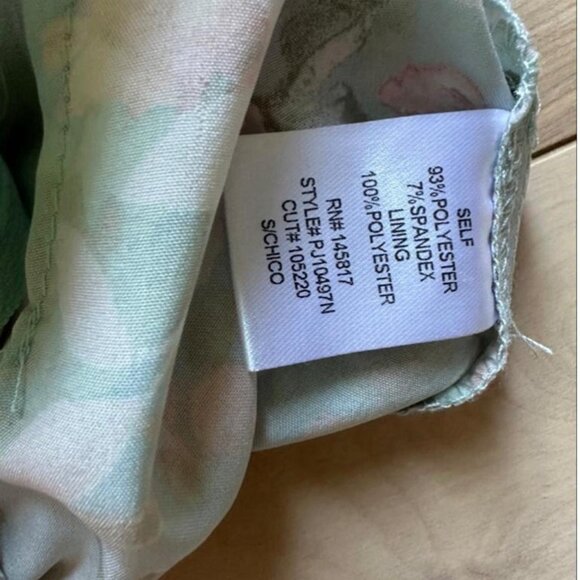 SELF
93%POLYESTER
7%SPANDEX
LINING
100%POLYESTER
RN# 145817
STYLE# PJ10497N
CUT# 105220
S/CHICO